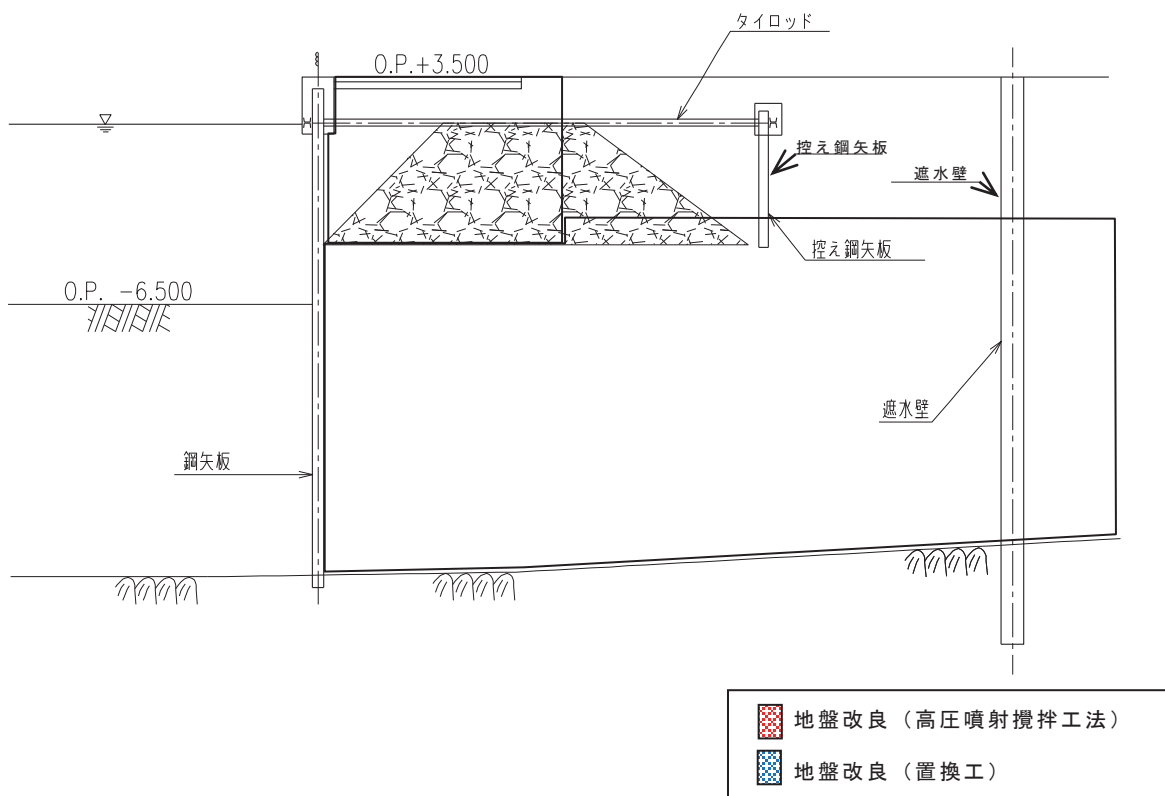 タイロッド
O.P.+3.500
控え鋼矢板
遮水壁
控え鋼矢板
O.P. -6.500
遮水壁
鋼矢板
地盤改良（高圧噴射攪拌工法）
地盤改良（置換工）